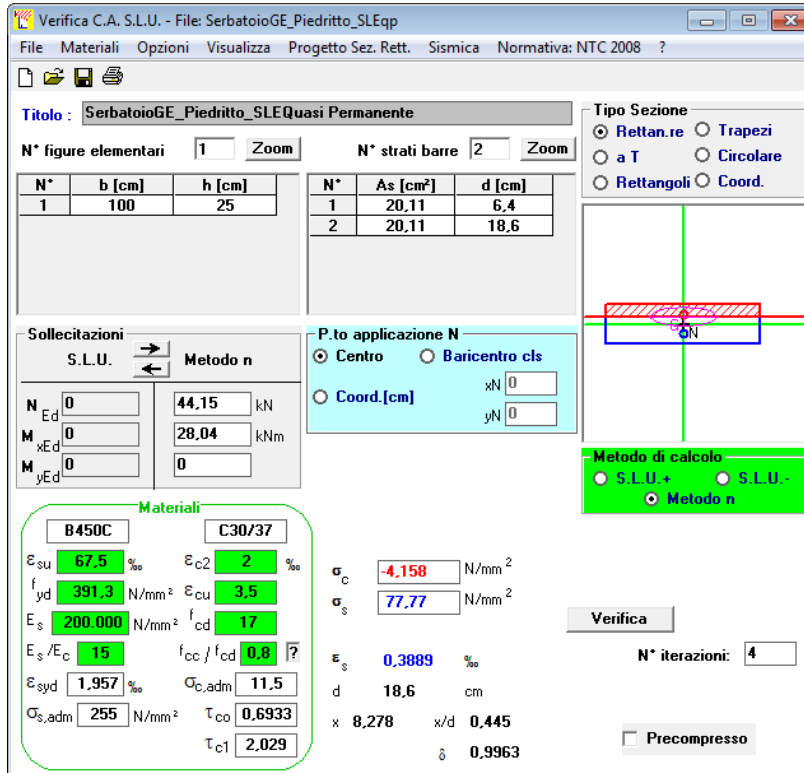 Verifica C.A. S.L.U. - File: SerbatoioGE_Piedritto_SLEqp
File Materiali Opzioni Visualizza Progetto Sez. Rett. Sismica Normativa: NTC 2008 ?
Titolo : SerbatoioGE_Piedritto_SLEQuasi Permanente
N° figure elementari 1 Zoom N° strati barre 2 Zoom
N° b [cm] h [cm]
1 100 25
N° As [cm²] d [cm]
1 20,11 6,4
2 20,11 18,6
Tipo Sezione
Rettan.re Trapezi
a T Circolare
Rettangoli Coord.
N
Sollecitazioni
S.L.U. Metodo n
N Ed 0 44,15 kN
M xEd 0 28,04 kNm
M yEd 0 0
P.to applicazione N
Centro Baricentro cls
Coord.[cm] xN 0
yN 0
Metodo di calcolo
S.L.U.+ S.L.U.-
Metodo n
Materiali
B450C C30/37
εsu 67,5 ‰ εc2 2 ‰
fyd 391,3 N/mm² εcu 3,5
Es 200.000 N/mm² fcd 17
Es/Ec 15 fcc/fcd 0,8 ?
εsyd 1,957 ‰ σc,adm 11,5
σs,adm 255 N/mm² τco 0,6933
τc1 2,029
σc -4,158 N/mm²
σs 77,77 N/mm²
εs 0,3889 ‰
d 18,6 cm
x 8,278 x/d 0,445
δ 0,9963
Verifica
N° iterazioni: 4
Precompresso